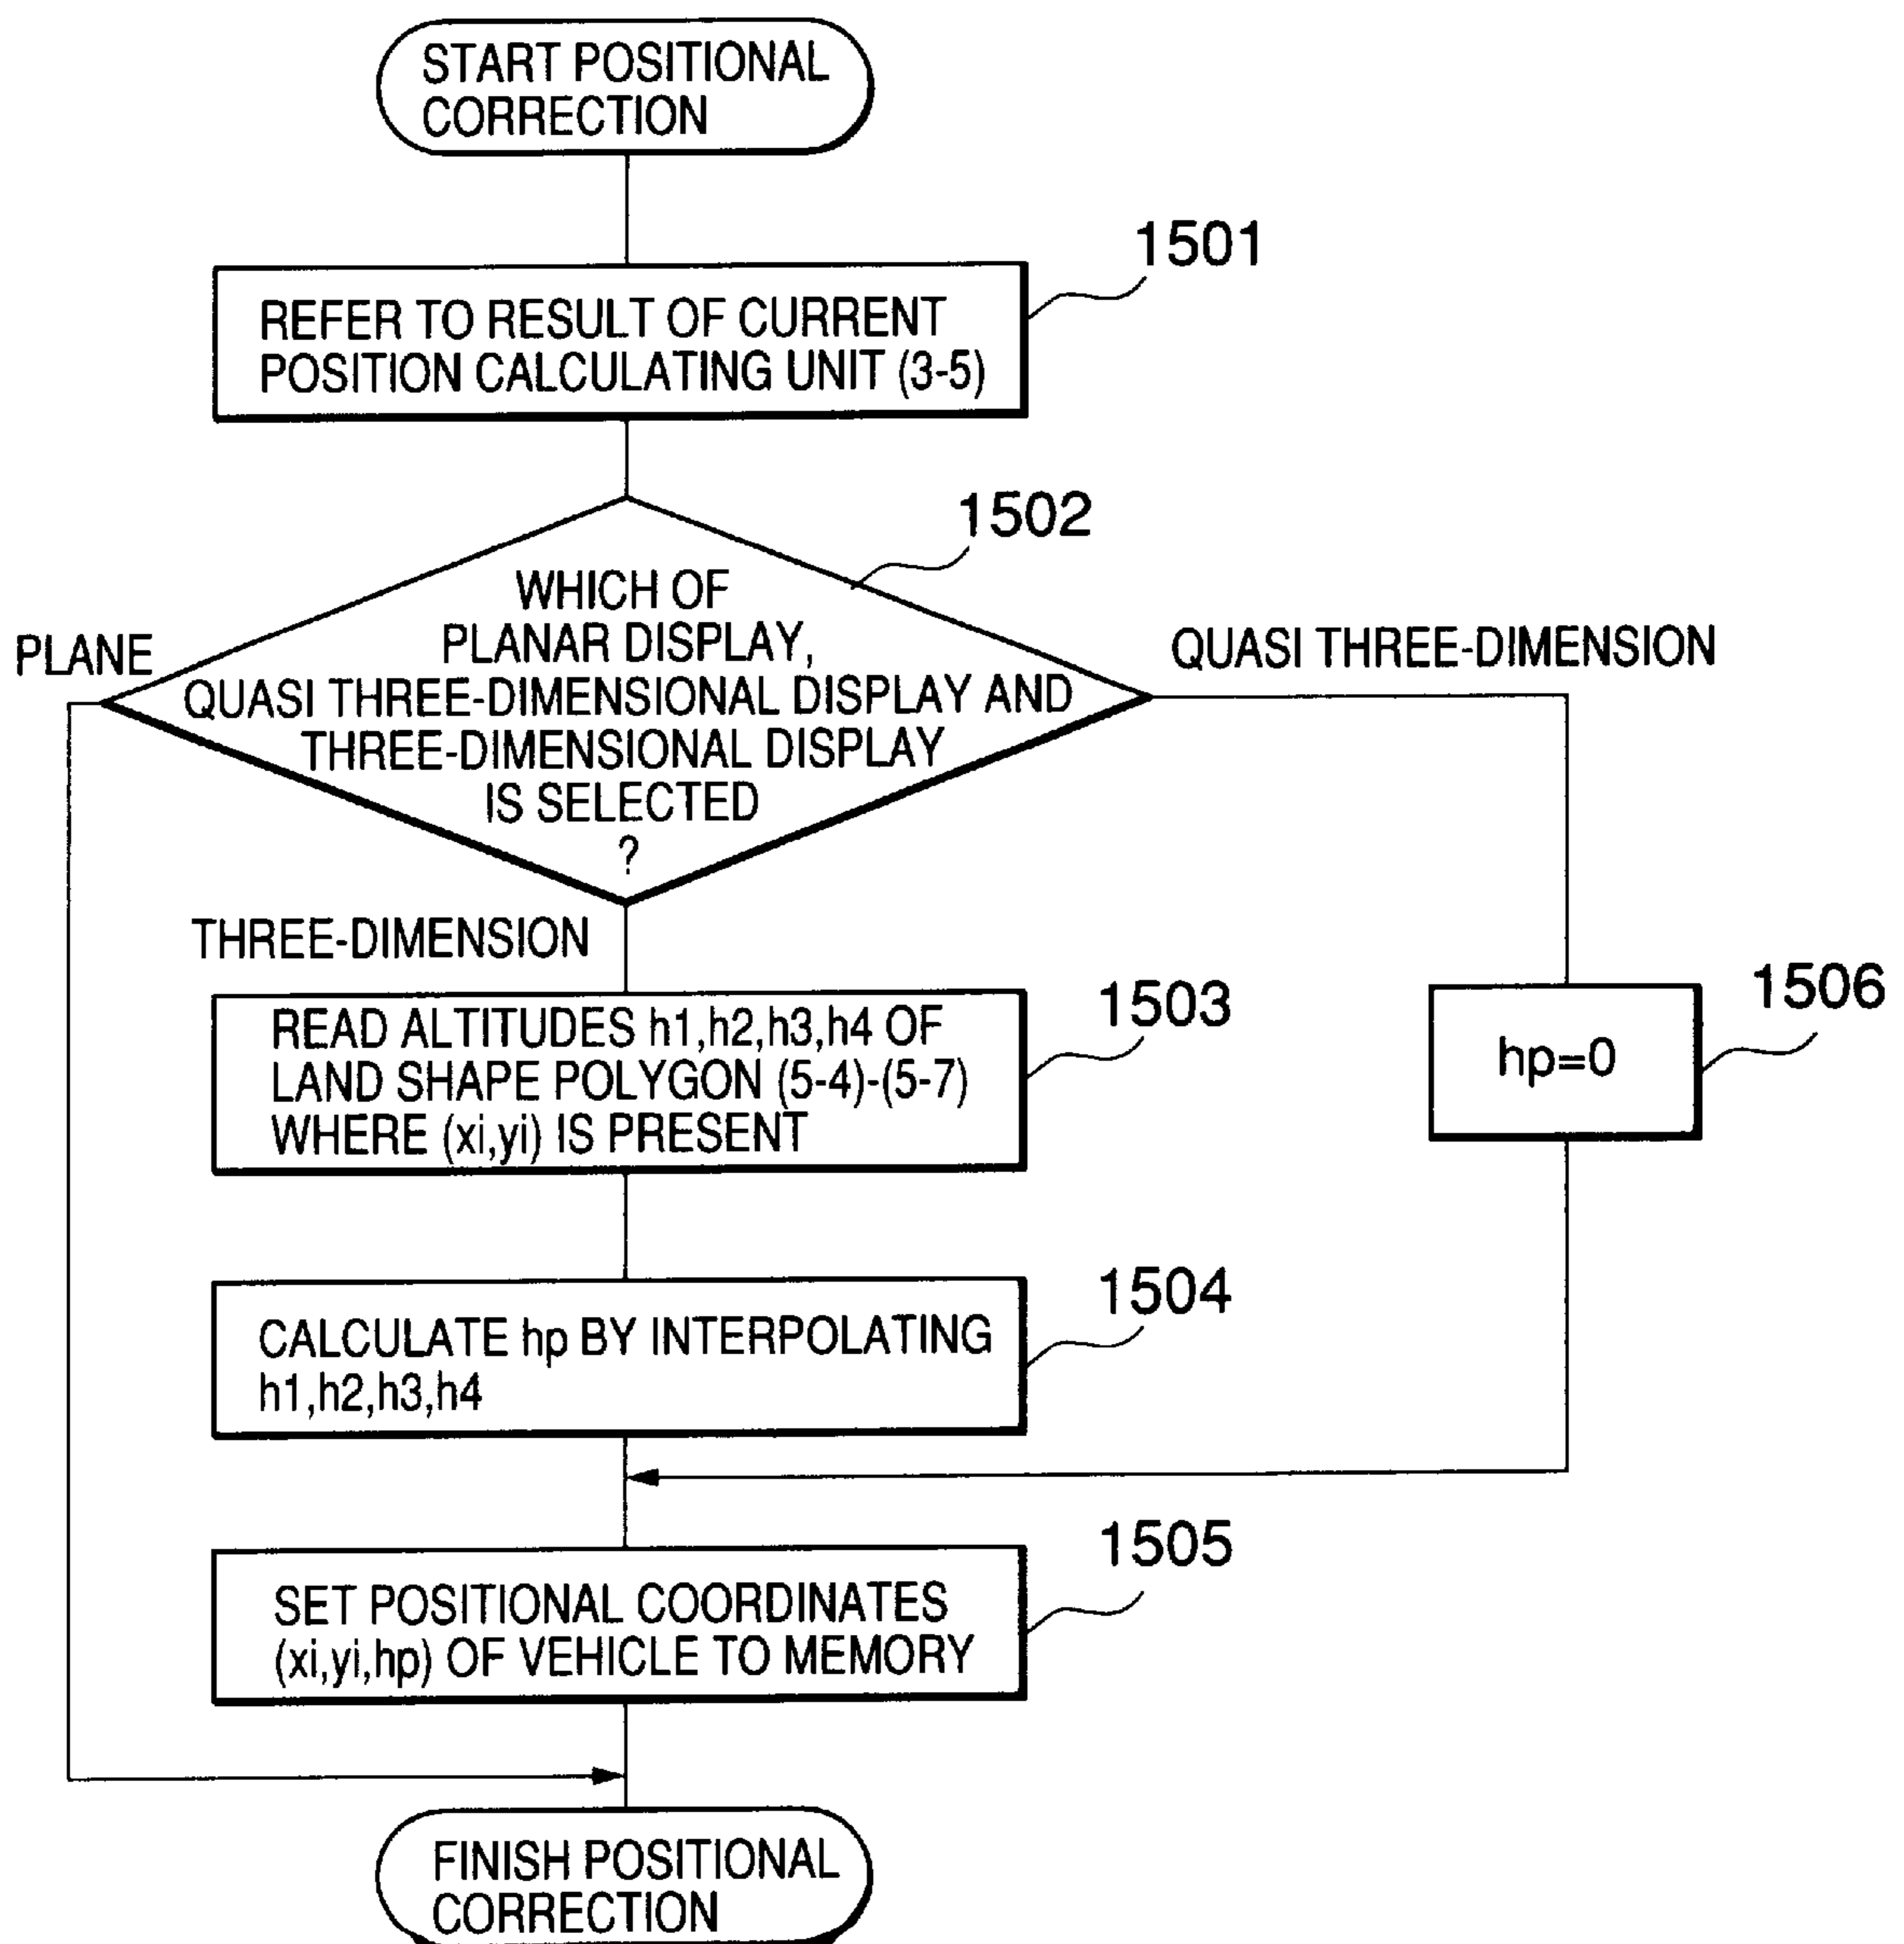 START POSITIONAL
CORRECTION
1501
REFER TO RESULT OF CURRENT
POSITION CALCULATING UNIT (3-5)
1502
WHICH OF
PLANAR DISPLAY,
QUASI THREE-DIMENSIONAL DISPLAY AND
THREE-DIMENSIONAL DISPLAY
IS SELECTED
?
PLANE
QUASI THREE-DIMENSION
THREE-DIMENSION
1503
READ ALTITUDES h1,h2,h3,h4 OF
LAND SHAPE POLYGON (5-4)-(5-7)
WHERE (xi,yi) IS PRESENT
1506
hp=0
1504
CALCULATE hp BY INTERPOLATING
h1,h2,h3,h4
1505
SET POSITIONAL COORDINATES
(xi,yi,hp) OF VEHICLE TO MEMORY
FINISH POSITIONAL
CORRECTION